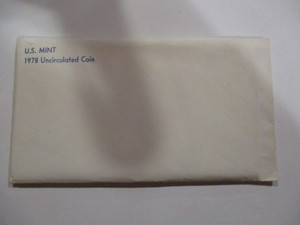 U.S. MINT
1978 Uncirculated Coin